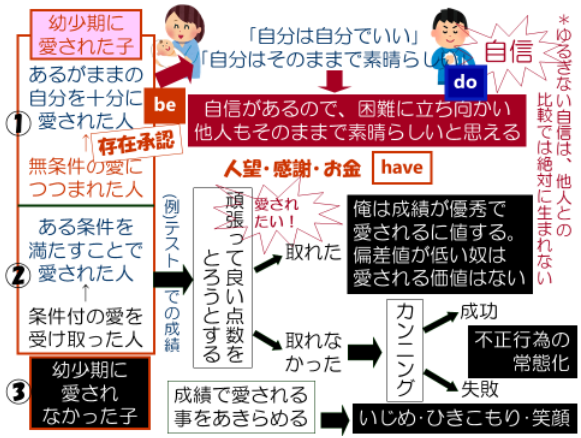 幼少期に
愛された子
あるがままの
自分を十分に
愛された人
①
↑
存在承認
無条件の愛に
つつまれた人
「自分は自分でいい」
「自分はそのままで素晴らしい
自信
be
do
自信があるので、困難に立ち向かい
他人もそのままで素晴らしいと思える
人望・感謝・お金
have
*ゆるぎない自信は、他人との
比較では絶対に生まれない
ある条件を
満たすことで
愛された人
②
↑
条件付の愛を
受け取った人
(例)テストでの成績
愛され
たい!
頑張って良い点数を
とろうとする
取れた
俺は成績が優秀で
愛されるに値する。
偏差値が低い奴は
愛される価値はない
取れな
かった
カンニング
成功
失敗
不正行為の
常態化
③
幼少期に
愛され
なかった子
成績で愛される
事をあきらめる
いじめ・ひきこもり・笑顔